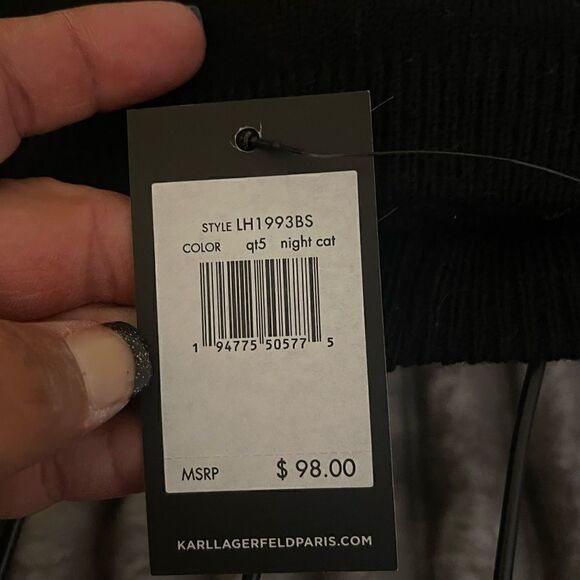 STYLE LH1993BS
COLOR qt5 night cat
1 94775 50577 5
MSRP $ 98.00
KARLLAGERFELDPARIS.COM